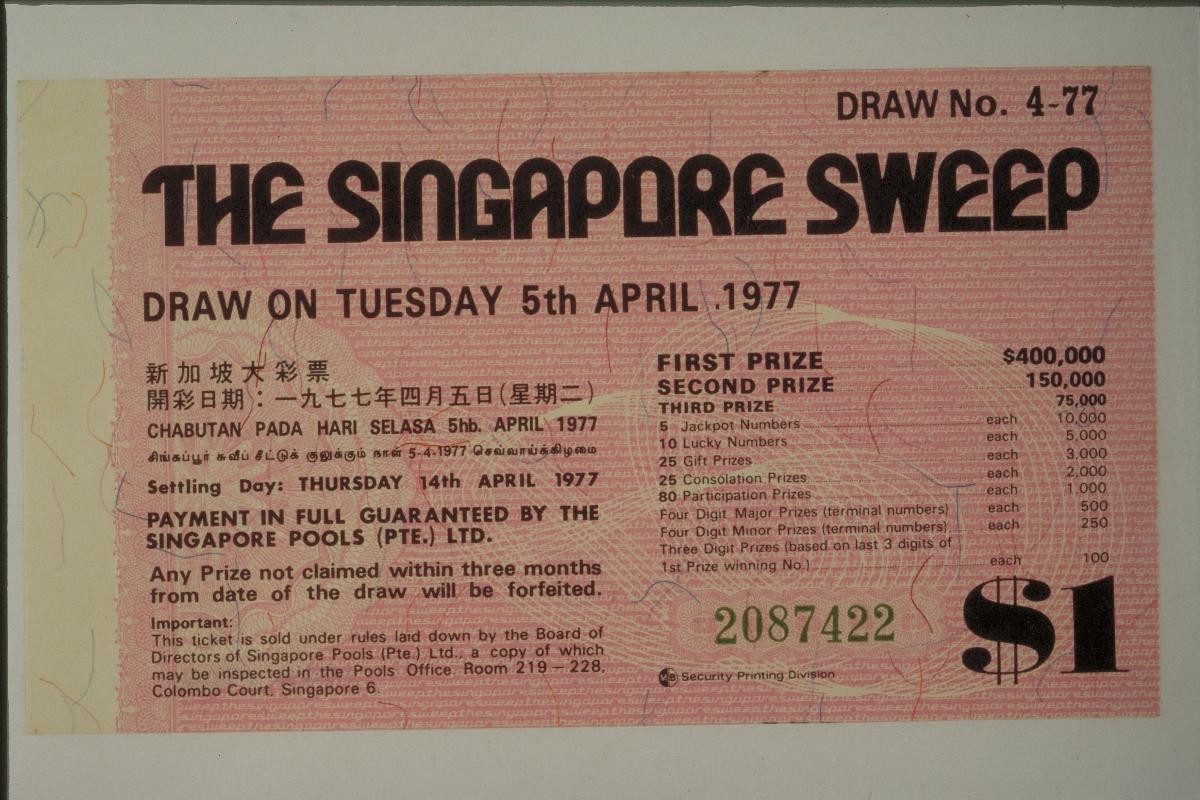 DRAW No. 4-77
THE SINGAPORE SWEEP
DRAW ON TUESDAY 5th APRIL .1977
新加坡大彩票
開彩日期：一九七七年四月五日(星期二)
CHABUTAN PADA HARI SELASA 5hb. APRIL 1977
சிங்கப்பூர் சுவீப் சீட்டுக் குலுக்கும் நாள் 5-4-1977 செவ்வாய்க்கிழமை
Settling Day: THURSDAY 14th APRIL 1977
PAYMENT IN FULL GUARANTEED BY THE
SINGAPORE POOLS (PTE.) LTD.
Any Prize not claimed within three months
from date of the draw will be forfeited.
Important:
This ticket is sold under rules laid down by the Board of
Directors of Singapore Pools (Pte.) Ltd., a copy of which
may be inspected in the Pools Office Room 219 – 228,
Colombo Court, Singapore 6.
FIRST PRIZE $400,000
SECOND PRIZE 150,000
THIRD PRIZE 75,000
5 Jackpot Numbers each 10,000
10 Lucky Numbers each 5,000
25 Gift Prizes each 3,000
25 Consolation Prizes each 2,000
80 Participation Prizes each 1,000
Four Digit Major Prizes (terminal numbers) each 500
Four Digit Minor Prizes (terminal numbers) each 250
Three Digit Prizes (based on last 3 digits of
1st Prize winning No.) each 100
2087422
$1
Security Printing Division